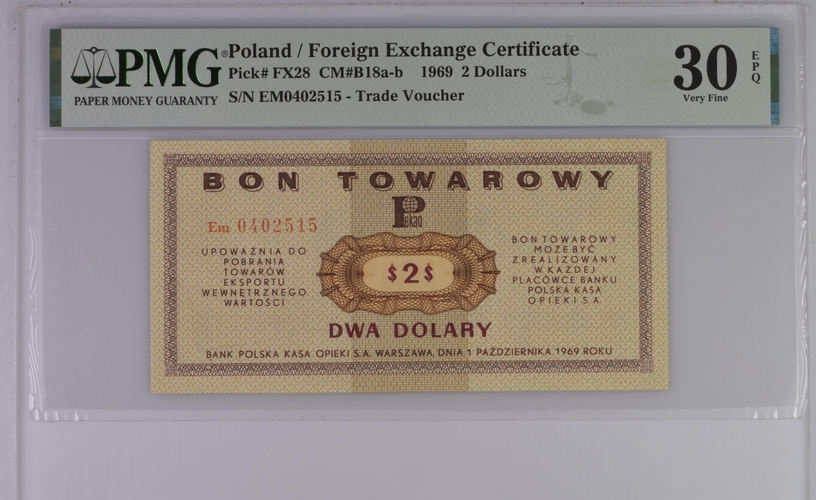 PMG
PAPER MONEY GUARANTY
®Poland / Foreign Exchange Certificate
Pick# FX28 CM#B18a-b 1969 2 Dollars
S/N EM0402515 - Trade Voucher
30
Very Fine
EPQ
BON TOWAROWY
Pekao
Em 0402515
UPOWAŻNIA DO
POBRANIA
TOWARÓW
EKSPORTU
WEWNĘTRZNEGO
WARTOŚCI
$2$
BON TOWAROWY
MOŻE BYĆ
ZREALIZOWANY
W KAŻDEJ
PLACÓWCE BANKU
POLSKA KASA
OPIEKI S.A.
DWA DOLARY
BANK POLSKA KASA OPIEKI S.A. WARSZAWA, DNIA 1 PAŹDZIERNIKA 1969 ROKU